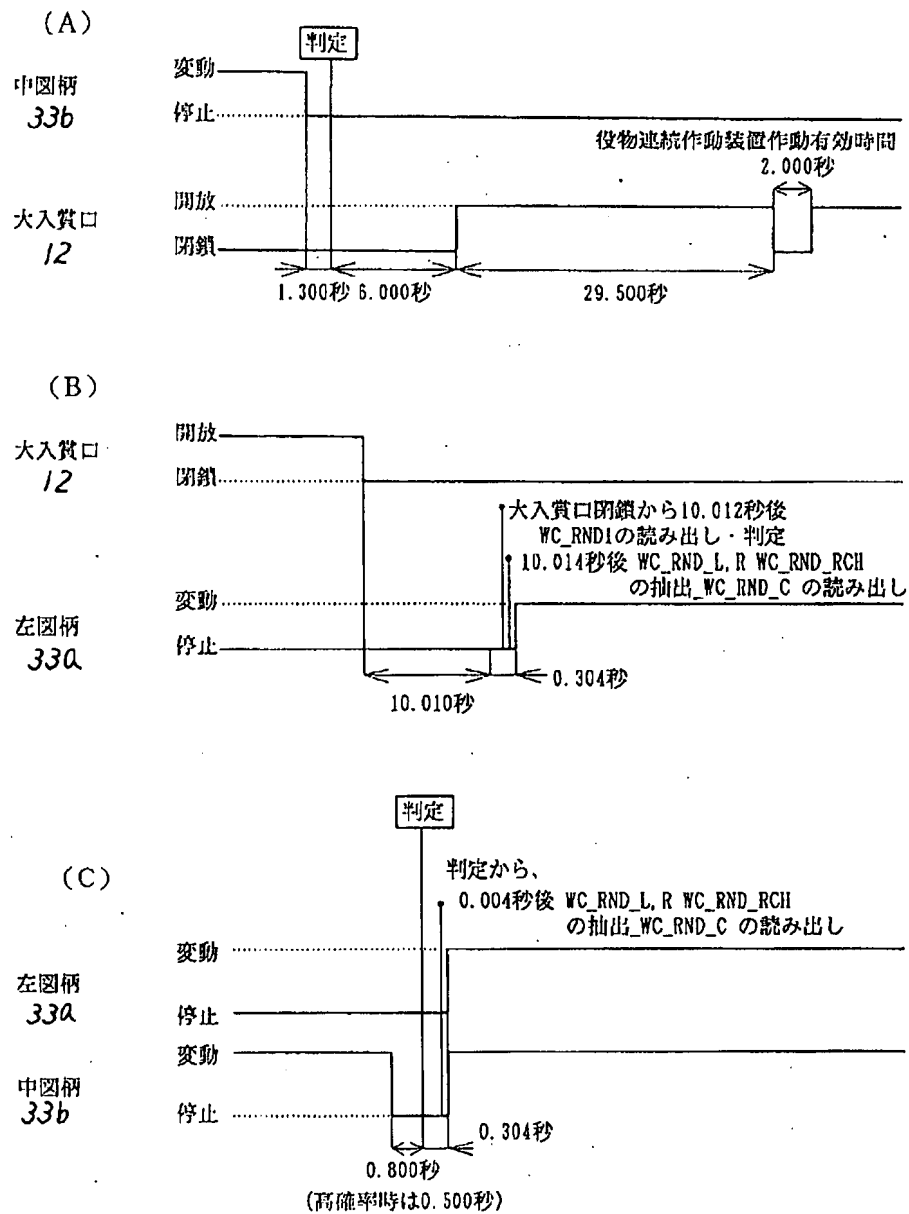 (A)
判定
中図柄
33b
変動
停止
役物連続作動装置作動有効時間
2.000秒
大入賞口
12
開放
閉鎖
1.300秒 6.000秒
29.500秒
(B)
大入賞口
12
開放
閉鎖
大入賞口閉鎖から10.012秒後
WC_RND1の読み出し・判定
10.014秒後 WC_RND_L,R WC_RND_RCH
の抽出_WC_RND_C の読み出し
左図柄
33a
変動
停止
0.304秒
10.010秒
判定
(C)
判定から、
0.004秒後 WC_RND_L,R WC_RND_RCH
の抽出_WC_RND_C の読み出し
左図柄
33a
変動
停止
中図柄
33b
変動
停止
0.304秒
0.800秒
(高確率時は0.500秒)